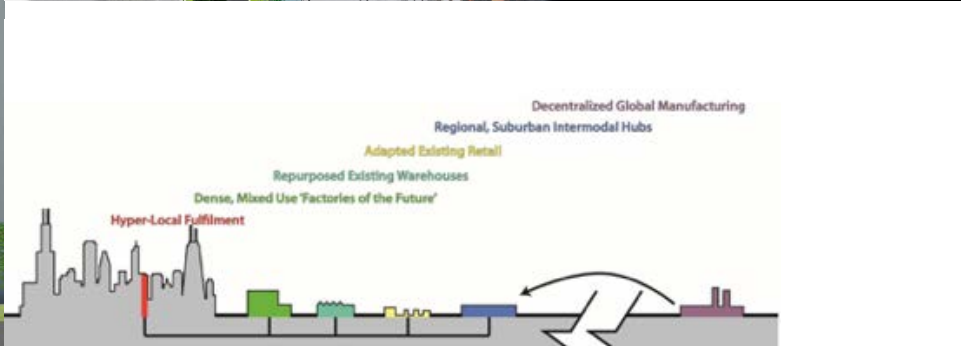 Decentralized Global Manufacturing
Regional, Suburban Intermodal Hubs
Adapted Existing Retail
Repurposed Existing Warehouses
Dense, Mixed Use 'Factories of the Future'
Hyper-Local Fulfilment